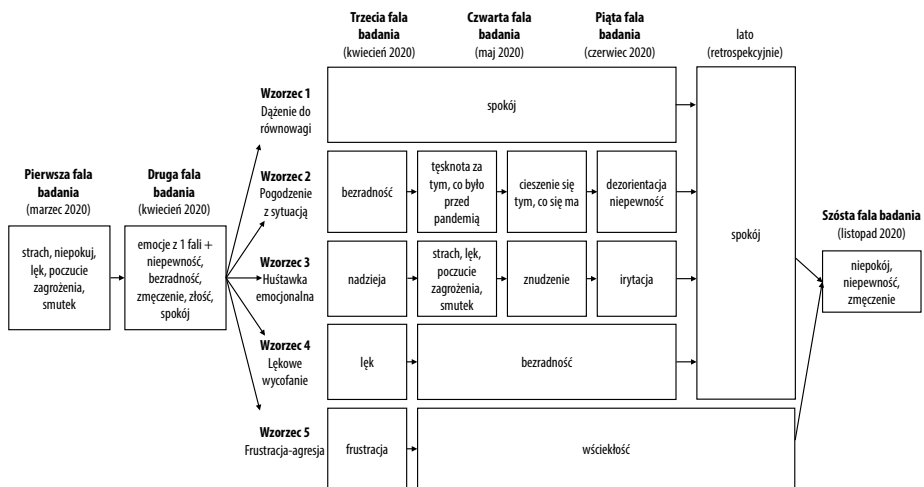 Trzecia fala
badania
(kwiecień 2020)
Czwarta fala
badania
(maj 2020)
Piąta fala
badania
(czerwiec 2020)
lato
(retrospekcyjnie)
Pierwsza fala
badania
(marzec 2020)
strach, niepokuj,
lęk, poczucie
zagrożenia,
smutek
Druga fala
badania
(kwiecień 2020)
emocje z 1 fali +
niepewność,
bezradność,
zmęczenie, złość,
spokój
Wzorzec 1
Dążenie do
równowagi
spokój
Wzorzec 2
Pogodzenie
z sytuacją
bezradność
tęsknota za
tym, co było
przed
pandemią
cieszenie się
tym, co się ma
dezorientacja
niepewność
Wzorzec 3
Huśtawka
emocjonalna
nadzieja
strach, lęk,
poczucie
zagrożenia,
smutek
znudzenie
irytacja
Wzorzec 4
Lękowe
wycofanie
lęk
bezradność
spokój
Wzorzec 5
Frustracja-agresja
frustracja
wściekłość
Szósta fala badania
(listopad 2020)
niepokój,
niepewność,
zmęczenie